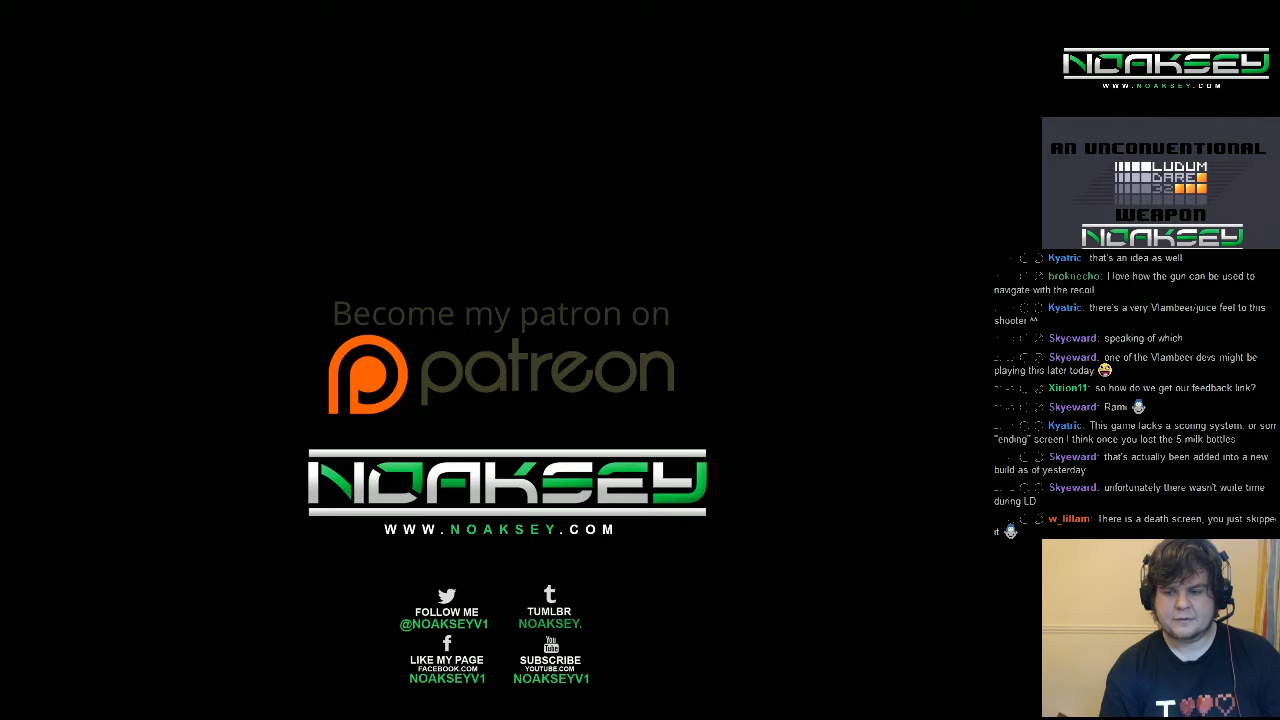 NOAKSEY
WWW.NOAKSEY.COM
AN UNCONVENTIONAL
LUDUM
DARE
32
WEAPON
NOAKSEY
Kyatric: that's an idea as well
broknecho: I love how the gun can be used to
navigate with the recoil
Kyatric: there's a very Vlambeer/juice feel to this
shooter ^^
Skyeward: speaking of which
Skyeward: one of the Vlambeer devs might be
playing this later today
Xirion11: so how do we get our feedback link?
Skyeward: Rami
Kyatric: This game lacks a scoring system, or som
"ending" screen I think once you lost the 5 milk bottles
Skyeward: that's actually been added into a new
build as of yesterday
Skyeward: unfortunately there wasn't wuite time
during LD
w_lillam: There is a death screen, you just skippe
it
Become my patron on
patreon
NOAKSEY
WWW.NOAKSEY.COM
FOLLOW ME
@NOAKSEYV1
TUMLBR
NOAKSEY.
LIKE MY PAGE
FACEBOOK.COM
NOAKSEYV1
You
Tube
SUBSCRIBE
YOUTUBE.COM
NOAKSEYV1
I